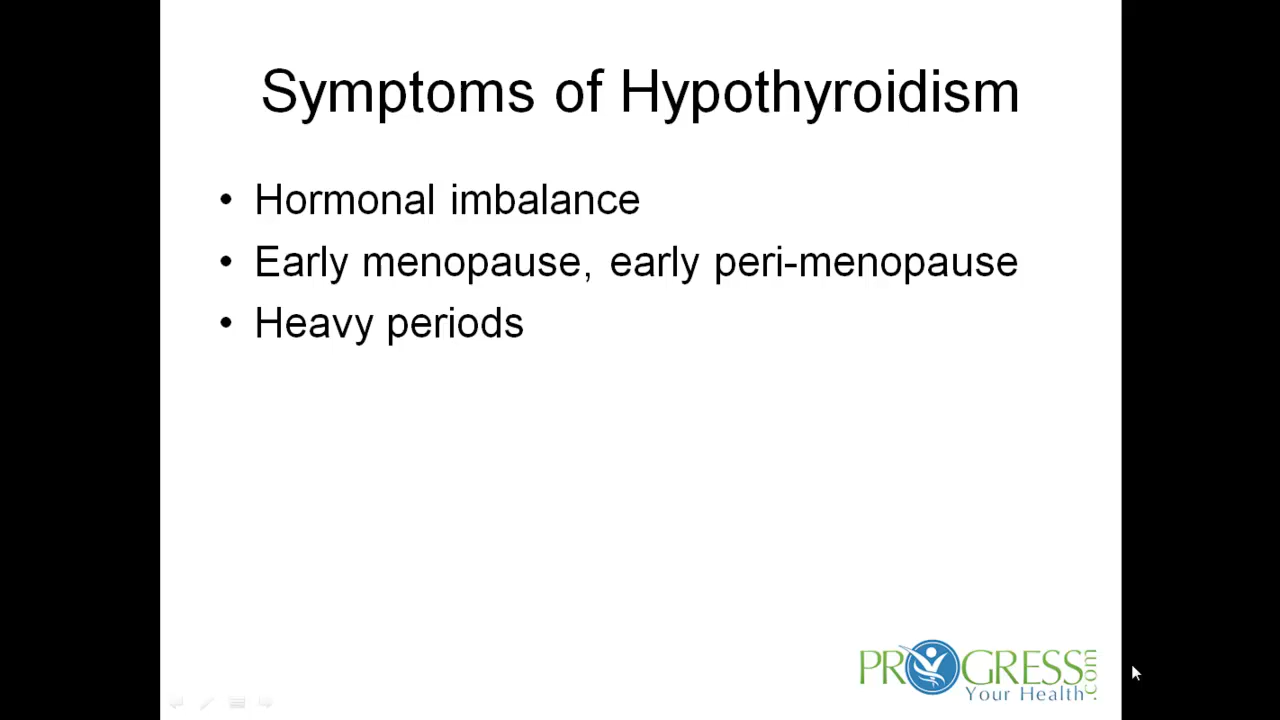 Symptoms of Hypothyroidism
• Hormonal imbalance
• Early menopause, early peri-menopause
• Heavy periods
PROGRESS.com
Your Health